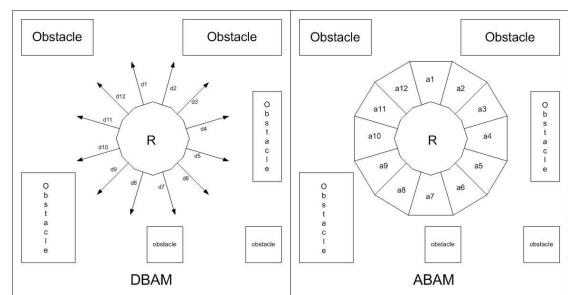 Obstacle
Obstacle
d1
d2
d3
d4
d5
d6
d7
d8
d9
d10
d11
d12
R
Obstacle
Obstacle
obstacle
obstacle
DBAM
Obstacle
Obstacle
a1
a2
a3
a4
a5
a6
a7
a8
a9
a10
a11
a12
R
Obstacle
Obstacle
obstacle
obstacle
ABAM